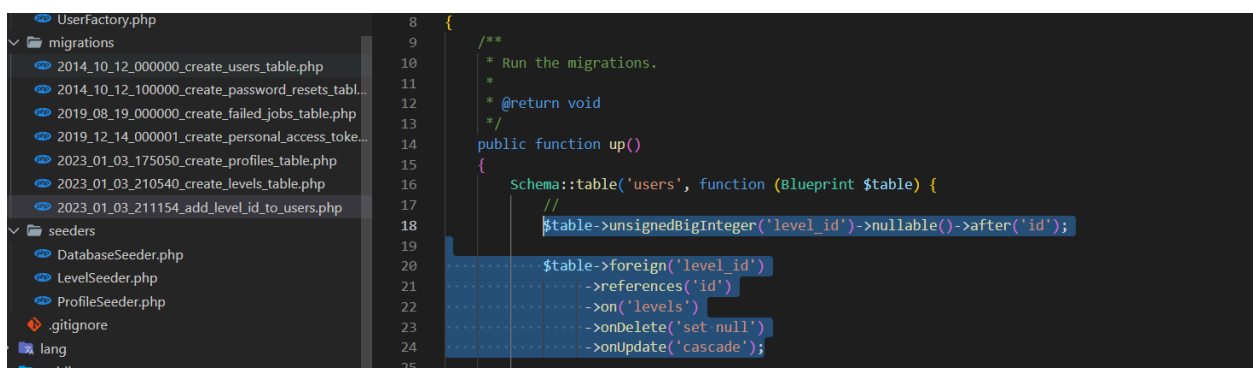 UserFactory.php
migrations
2014_10_12_000000_create_users_table.php
2014_10_12_100000_create_password_resets_tabl...
2019_08_19_000000_create_failed_jobs_table.php
2019_12_14_000001_create_personal_access_toke...
2023_01_03_175050_create_profiles_table.php
2023_01_03_210540_create_levels_table.php
2023_01_03_211154_add_level_id_to_users.php
seeders
DatabaseSeeder.php
LevelSeeder.php
ProfileSeeder.php
.gitignore
lang
8 {
9 /**
10 * Run the migrations.
11 *
12 * @return void
13 */
14 public function up()
15 {
16 Schema::table('users', function (Blueprint $table) {
17 //
18 $table->unsignedBigInteger('level_id')->nullable()->after('id');
19
20 $table->foreign('level_id')
21 ->references('id')
22 ->on('levels')
23 ->onDelete('set null')
24 ->onUpdate('cascade');
25